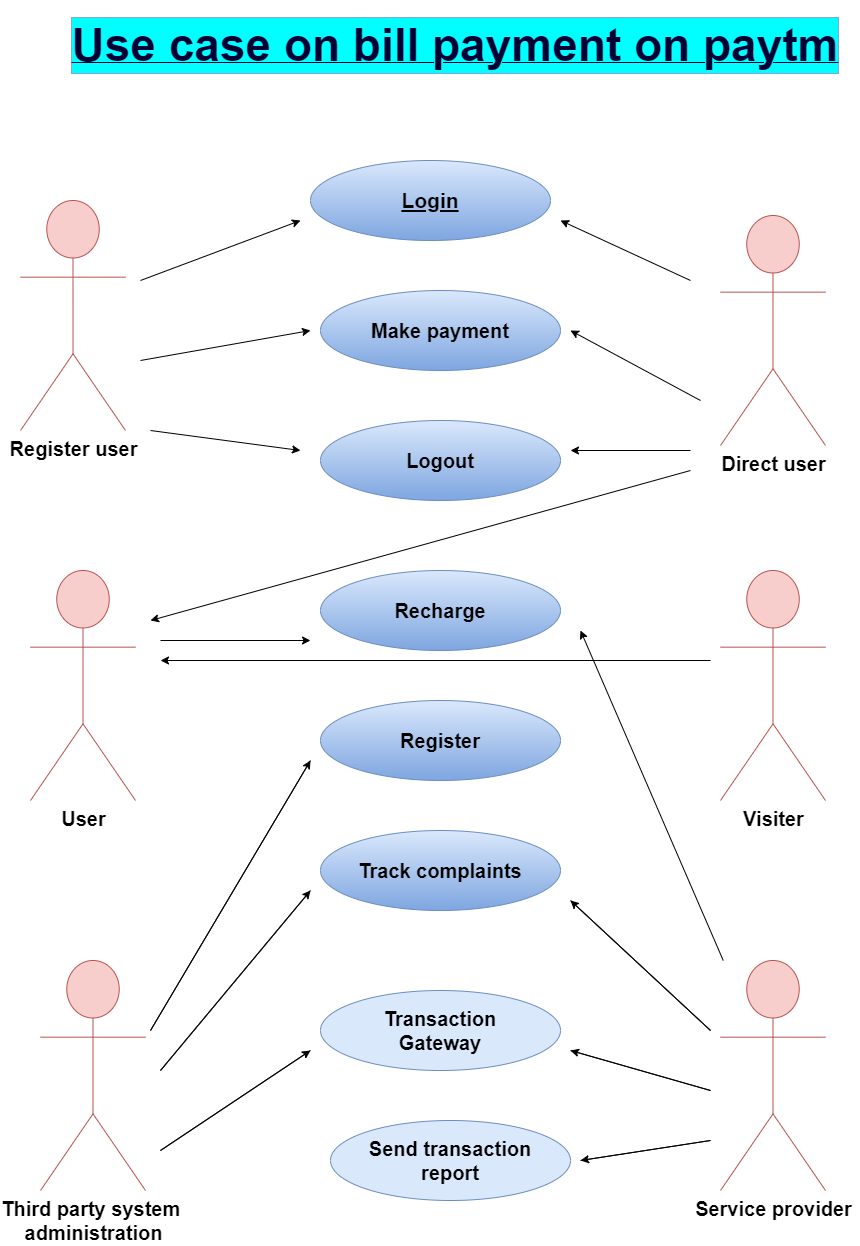 Use case on bill payment on paytm
Login
Make payment
Register user
Logout
Direct user
Recharge
Register
User
Visiter
Track complaints
Transaction
Gateway
Send transaction
report
Third party system
administration
Service provider